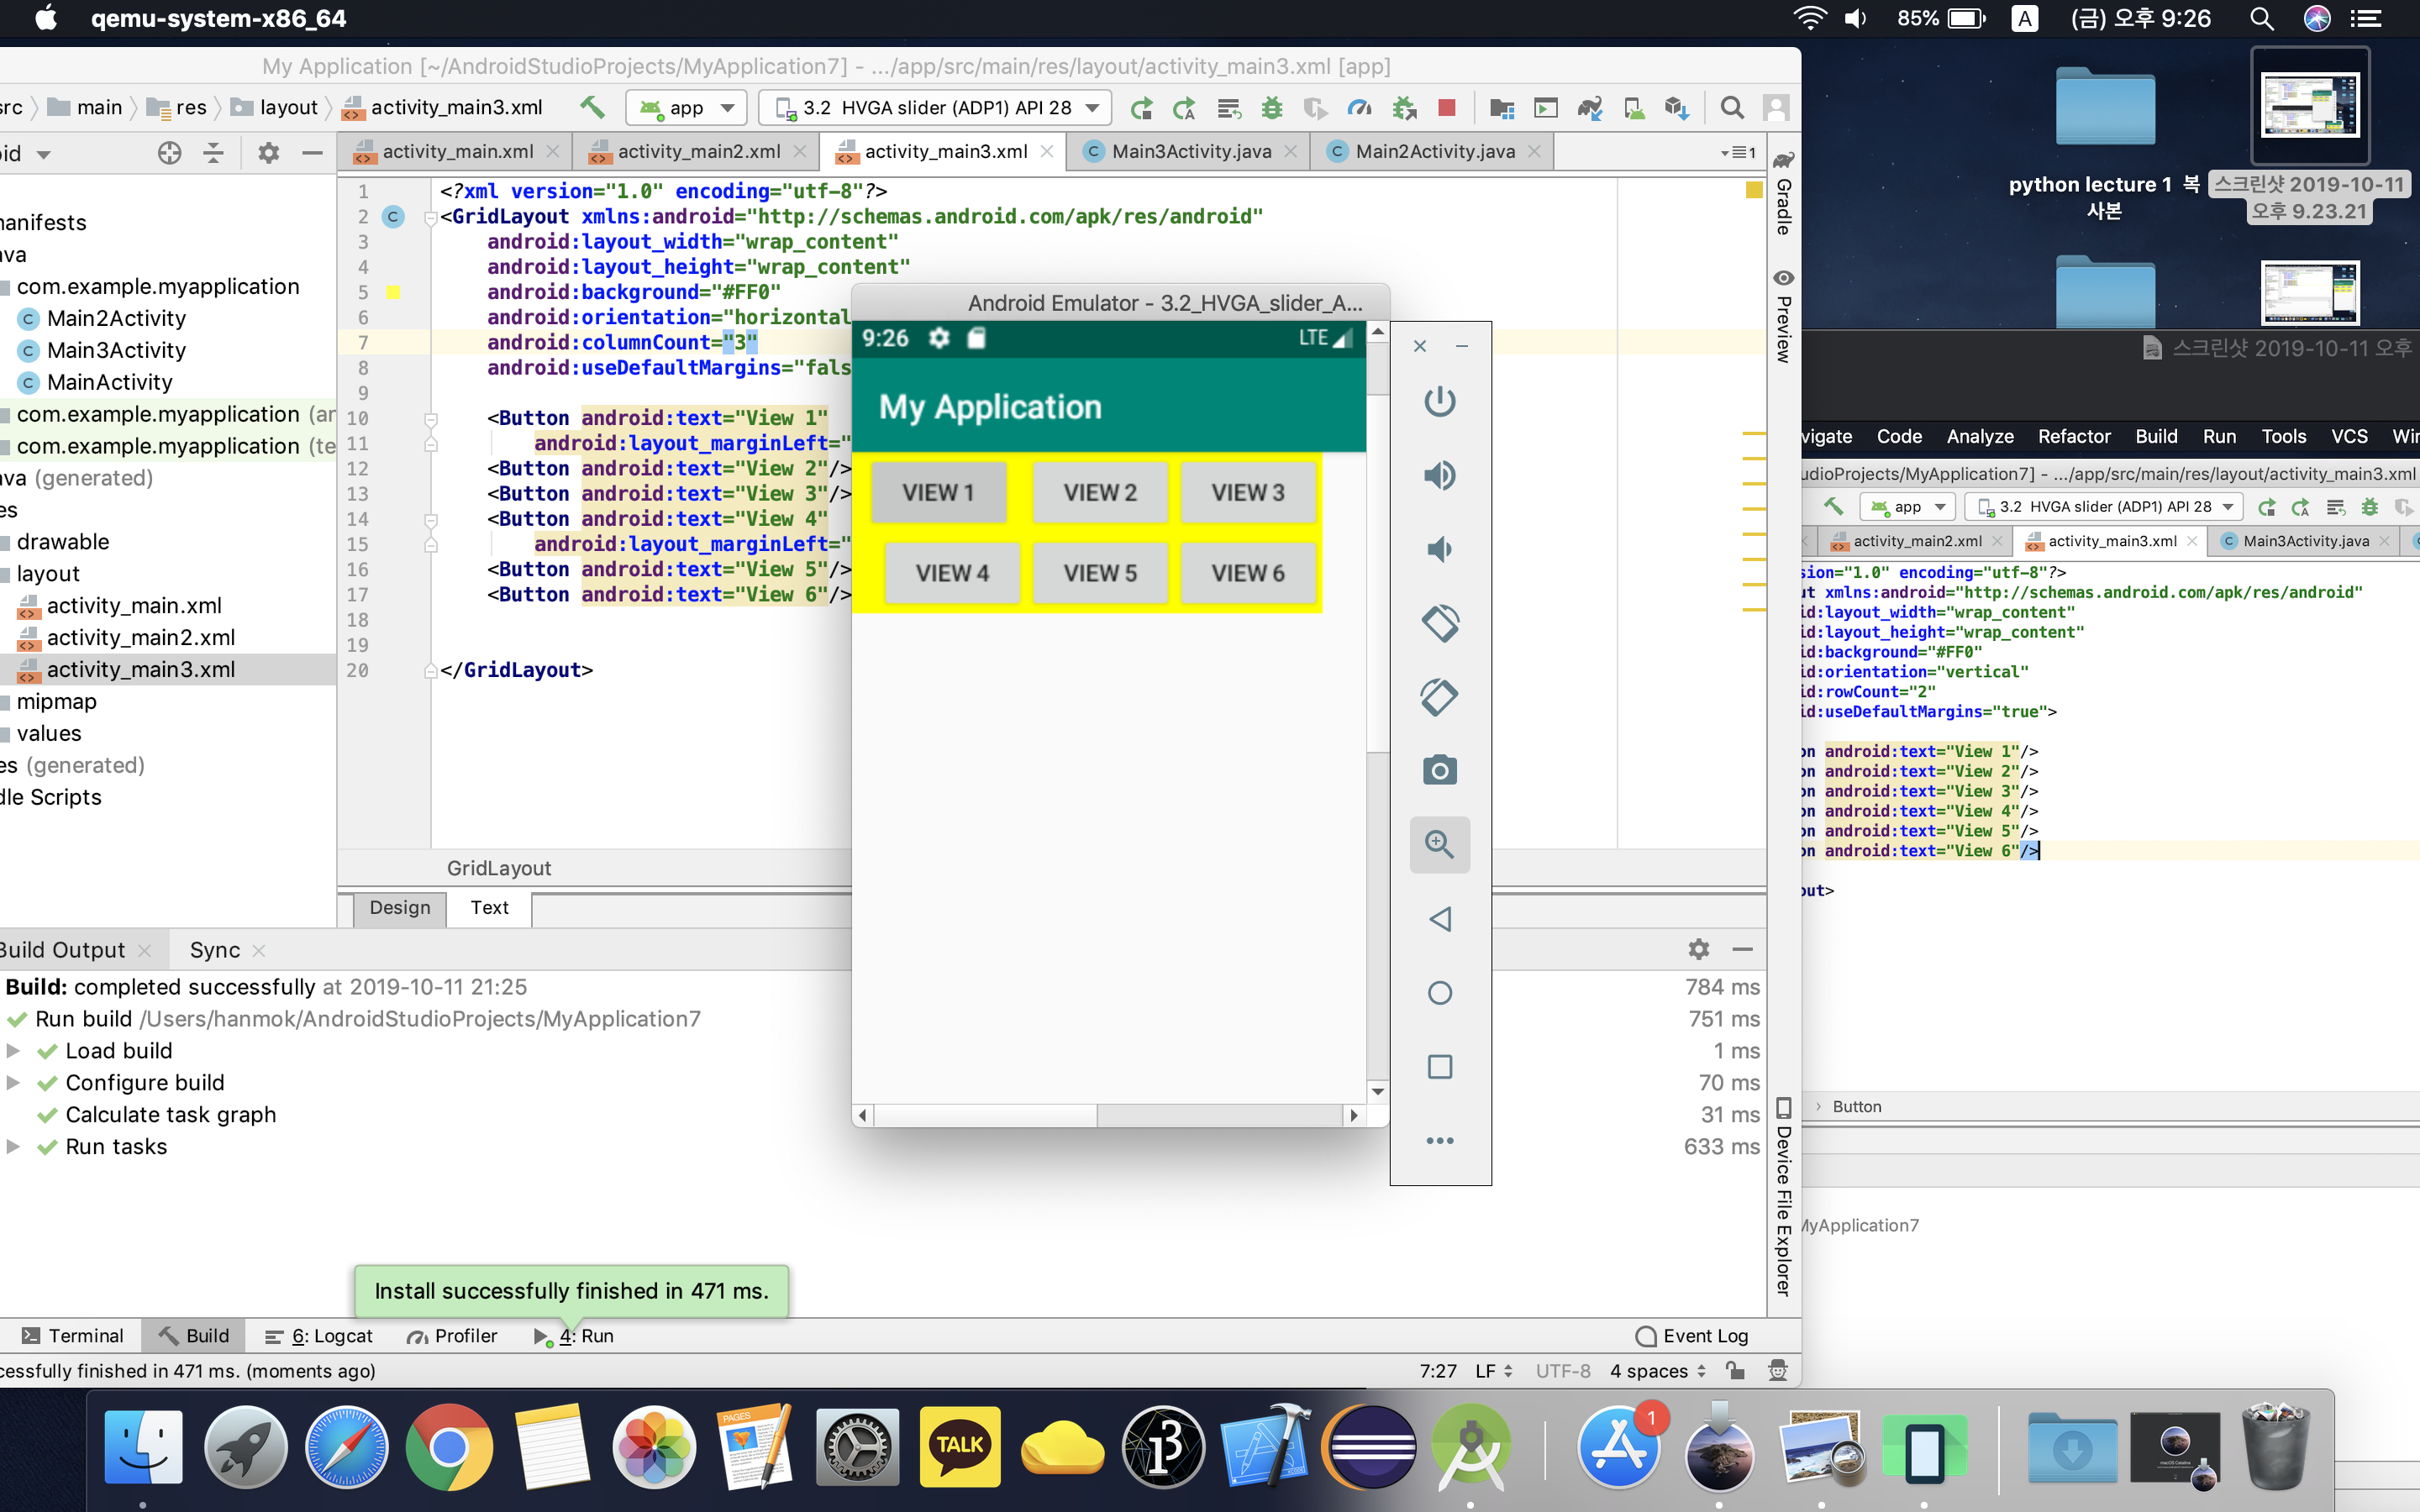 qemu-system-x86_64
85%
A
(금) 오후 9:26
My Application [~/AndroidStudioProjects/MyApplication7] - .../app/src/main/res/layout/activity_main3.xml [app]
src
main
res
layout
activity_main3.xml
app
3.2 HVGA slider (ADP1) API 28
activity_main.xml
activity_main2.xml
activity_main3.xml
Main3Activity.java
Main2Activity.java
1
Gradle
Preview
Device File Explorer
manifests
com.example.myapplication
Main2Activity
Main3Activity
MainActivity
com.example.myapplication
com.example.myapplication
(generated)
drawable
layout
activity_main.xml
activity_main2.xml
activity_main3.xml
mipmap
values
(generated)
Scripts
1 <?xml version="1.0" encoding="utf-8"?>
2 <GridLayout xmlns:android="http://schemas.android.com/apk/res/android"
3 android:layout_width="wrap_content"
4 android:layout_height="wrap_content"
5 android:background="#FF0"
6 android:orientation="horizontal
7 android:columnCount="3"
8 android:useDefaultMargins="fals
9
10 <Button android:text="View 1"
11 android:layout_marginLeft="
12 <Button android:text="View 2"/>
13 <Button android:text="View 3"/>
14 <Button android:text="View 4"
15 android:layout_marginLeft="
16 <Button android:text="View 5"/>
17 <Button android:text="View 6"/>
18
19
20 </GridLayout>
GridLayout
Design
Text
Android Emulator - 3.2_HVGA_slider_A...
9:26
LTE
My Application
VIEW 1
VIEW 2
VIEW 3
VIEW 4
VIEW 5
VIEW 6
Build Output
Sync
Build: completed successfully at 2019-10-11 21:25
784 ms
Run build /Users/hanmok/AndroidStudioProjects/MyApplication7
751 ms
Load build
1 ms
Configure build
70 ms
Calculate task graph
31 ms
Run tasks
633 ms
Install successfully finished in 471 ms.
Terminal
Build
6: Logcat
Profiler
4: Run
Event Log
cessfully finished in 471 ms. (moments ago)
7:27
LF
UTF-8
4 spaces
python lecture 1 복
사본
스크린샷 2019-10-11
오후 9.23.21
스크린샷 2019-10-11 오후
vigate
Code
Analyze
Refactor
Build
Run
Tools
VCS
Win
udioProjects/MyApplication7] - .../app/src/main/res/layout/activity_main3.xml
app
3.2 HVGA slider (ADP1) API 28
activity_main2.xml
activity_main3.xml
Main3Activity.java
sion="1.0" encoding="utf-8"?>
ut xmlns:android="http://schemas.android.com/apk/res/android"
id:layout_width="wrap_content"
id:layout_height="wrap_content"
id:background="#FF0"
id:orientation="vertical"
id:rowCount="2"
id:useDefaultMargins="true">
on android:text="View 1"/>
on android:text="View 2"/>
on android:text="View 3"/>
on android:text="View 4"/>
on android:text="View 5"/>
on android:text="View 6"/>
out>
Button
MyApplication7
PAGES
TALK
1